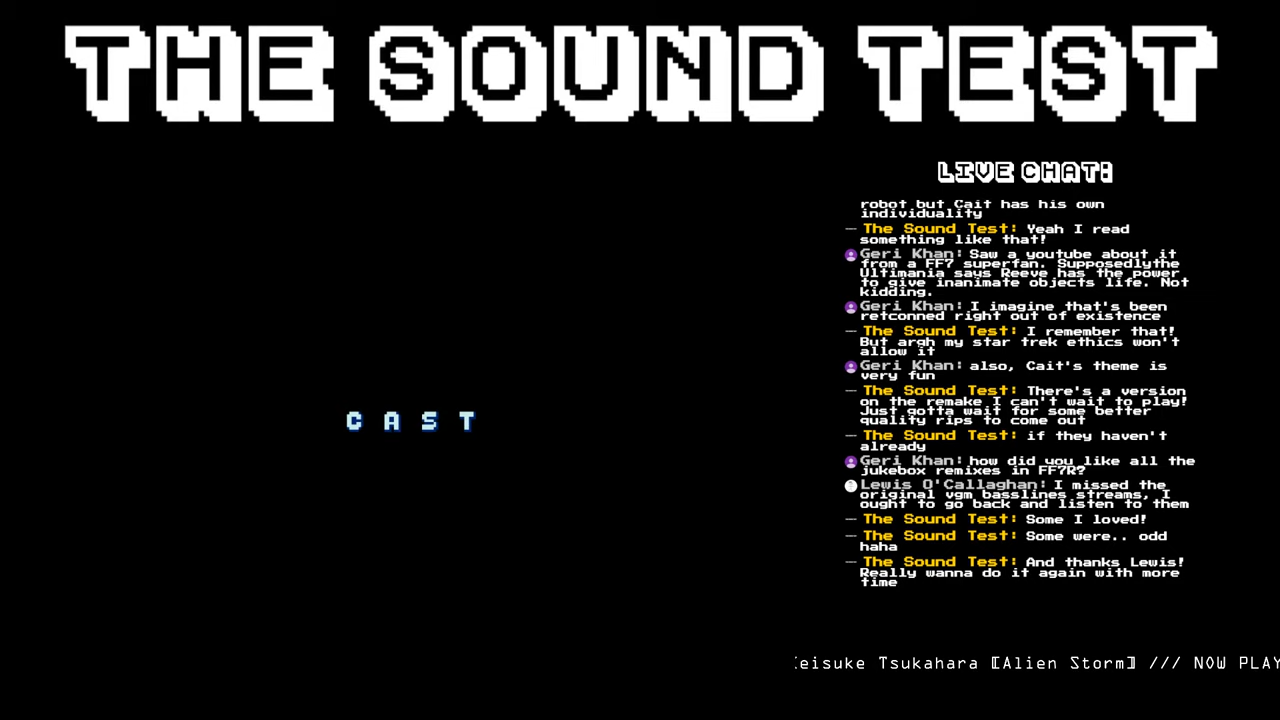 THE SOUND TEST
LIVE CHAT:
robot but Cait has his own
individuality
— The Sound Test: Yeah I read
something like that!
Geri Khan: Saw a youtube about it
from a FF7 superfan. Supposedlythe
Ultimania says Reeve has the power
to give inanimate objects life. Not
kidding.
Geri Khan: I imagine that's been
retconned right out of existence
— The Sound Test: I remember that!
But argh my star trek ethics won't
allow it
Geri Khan: also, Cait's theme is
very fun
— The Sound Test: There's a version
on the remake I can't wait to play!
Just gotta wait for some better
quality rips to come out
— The Sound Test: if they haven't
already
Geri Khan: how did you like all the
jukebox remixes in FF7R?
Lewis O'Callaghan: I missed the
original vgm basslines streams, I
ought to go back and listen to them
— The Sound Test: Some I loved!
— The Sound Test: Some were.. odd
haha
— The Sound Test: And thanks Lewis!
Really wanna do it again with more
time
CAST
eisuke Tsukahara [Alien Storm] /// NOW PLAY